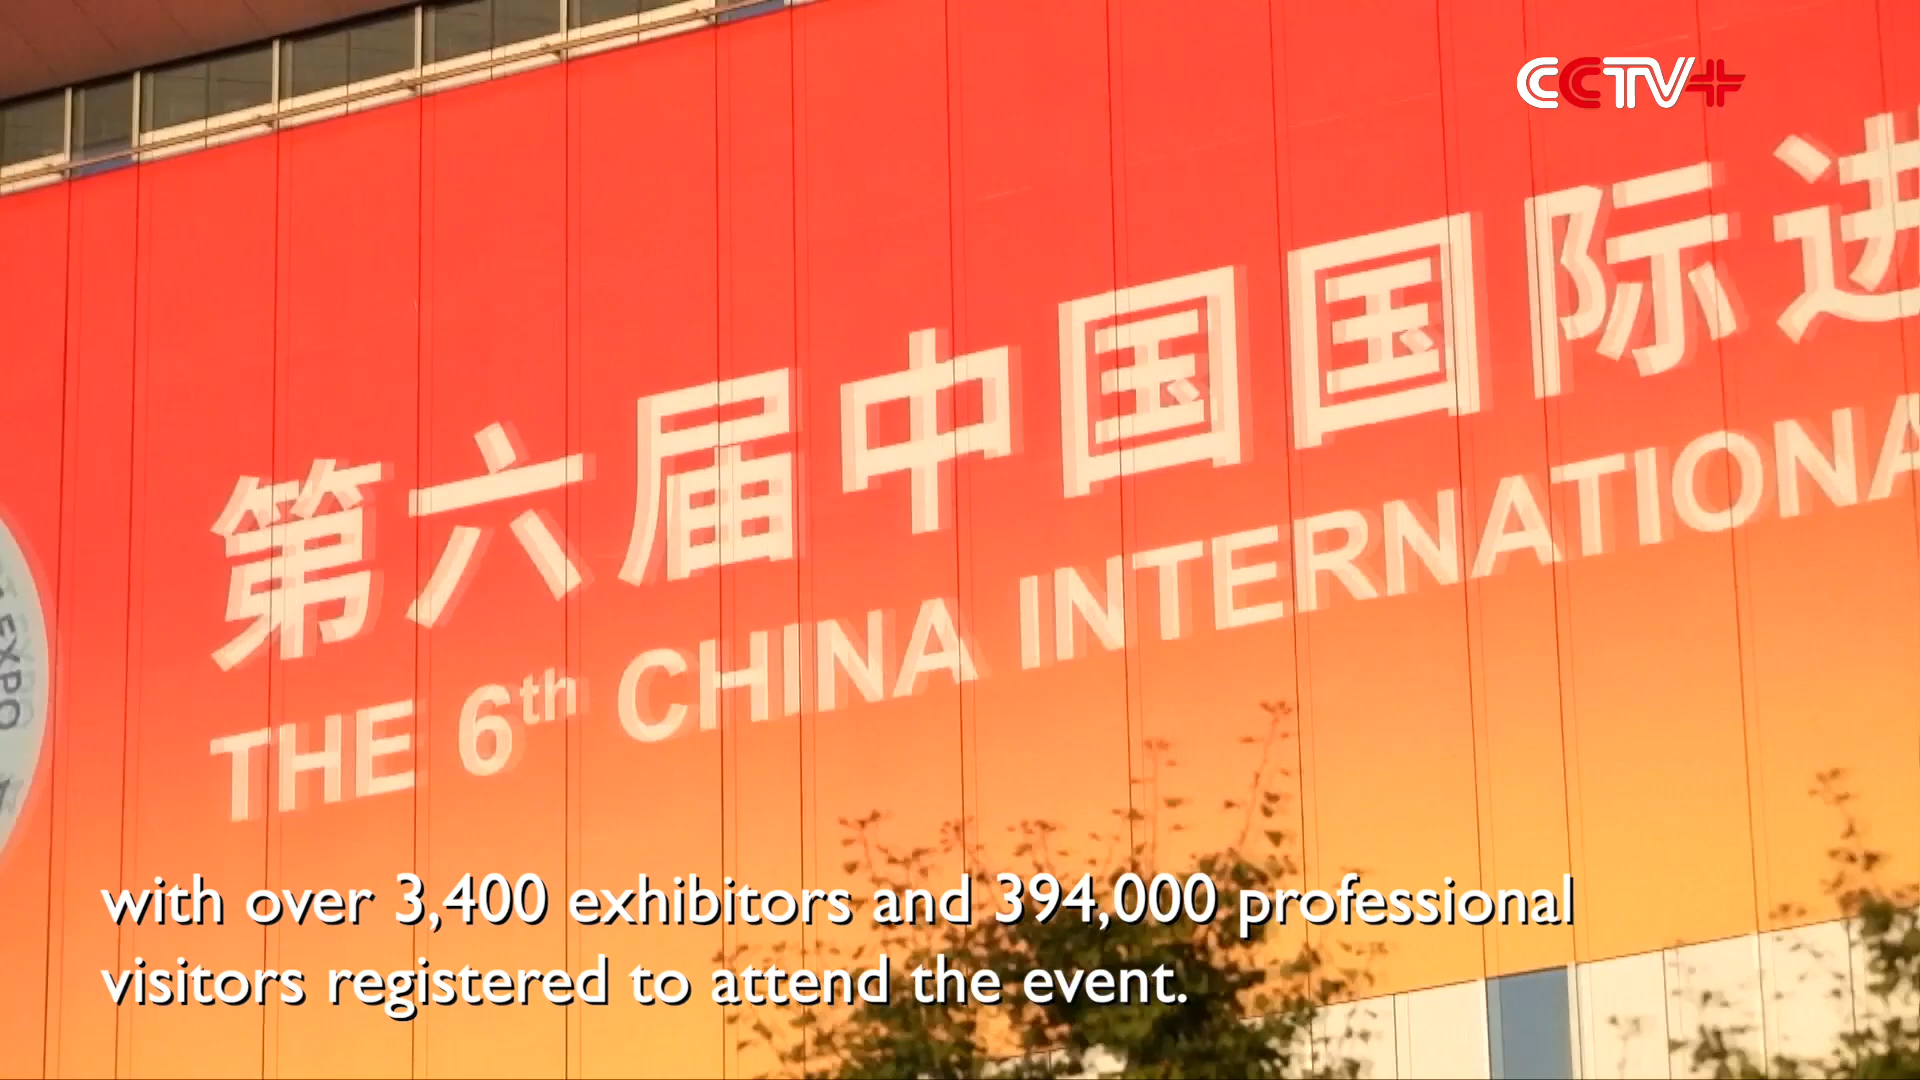 CCTV+
第六届中国国际进
THE 6th CHINA INTERNATIONA
EXPO
with over 3,400 exhibitors and 394,000 professional
visitors registered to attend the event.